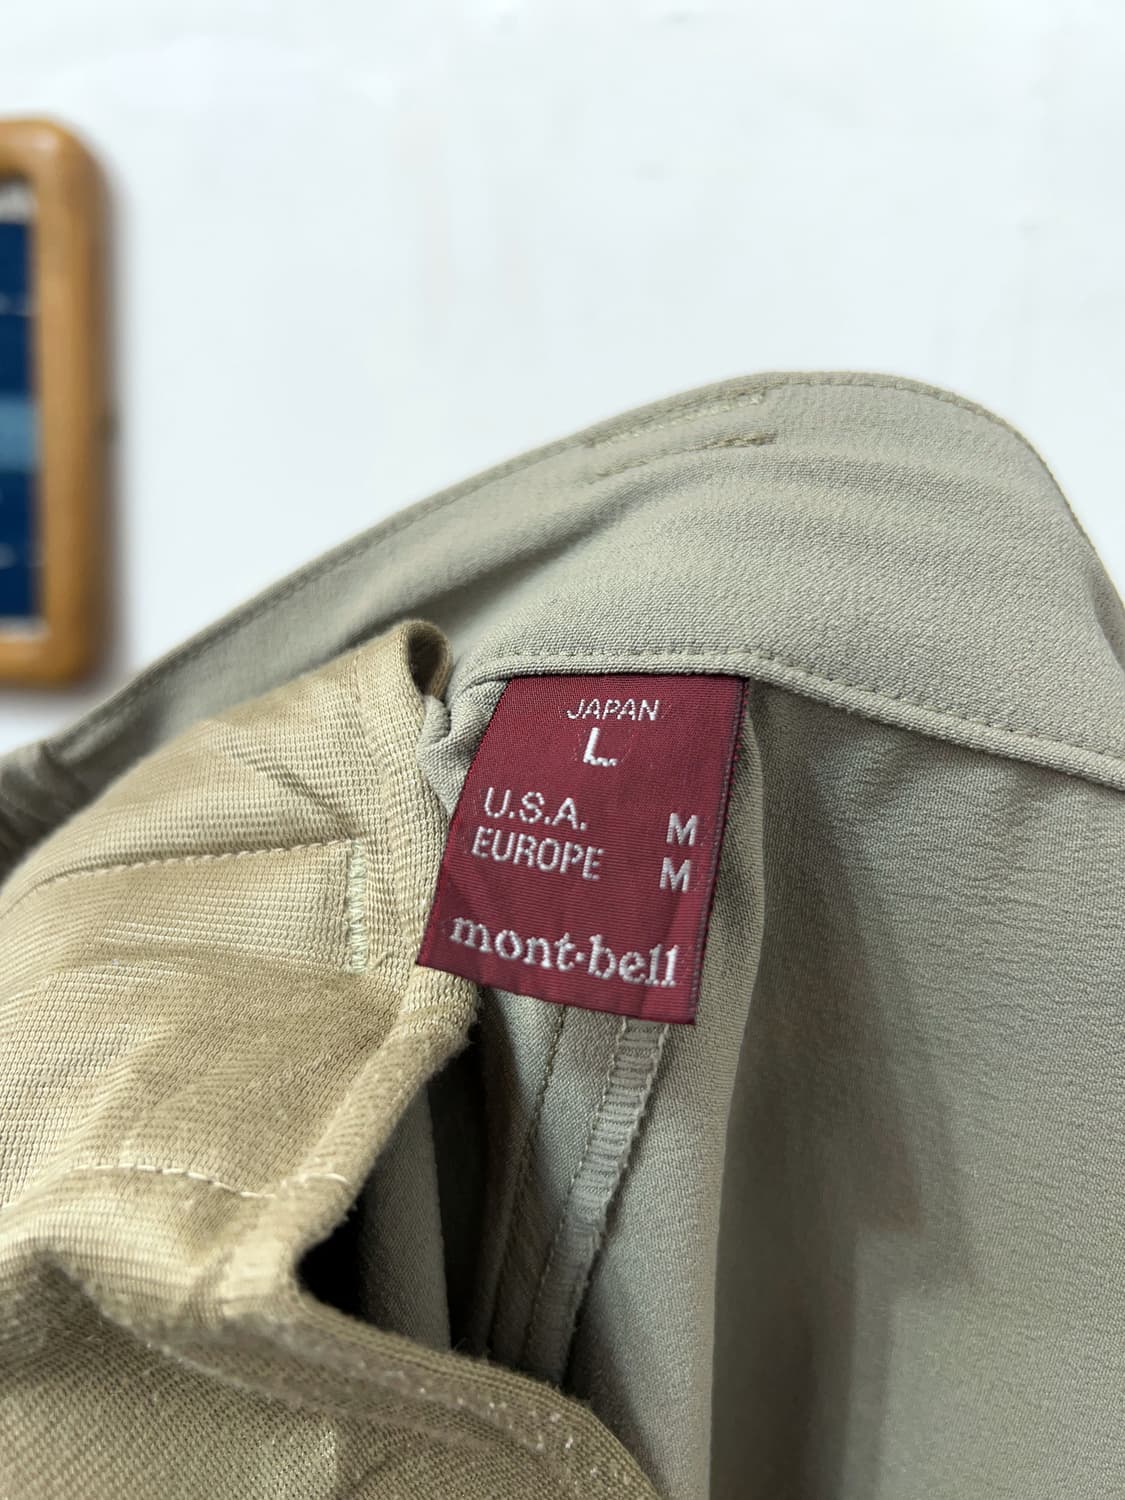 JAPAN
L
U.S.A. M
EUROPE M
mont-bell